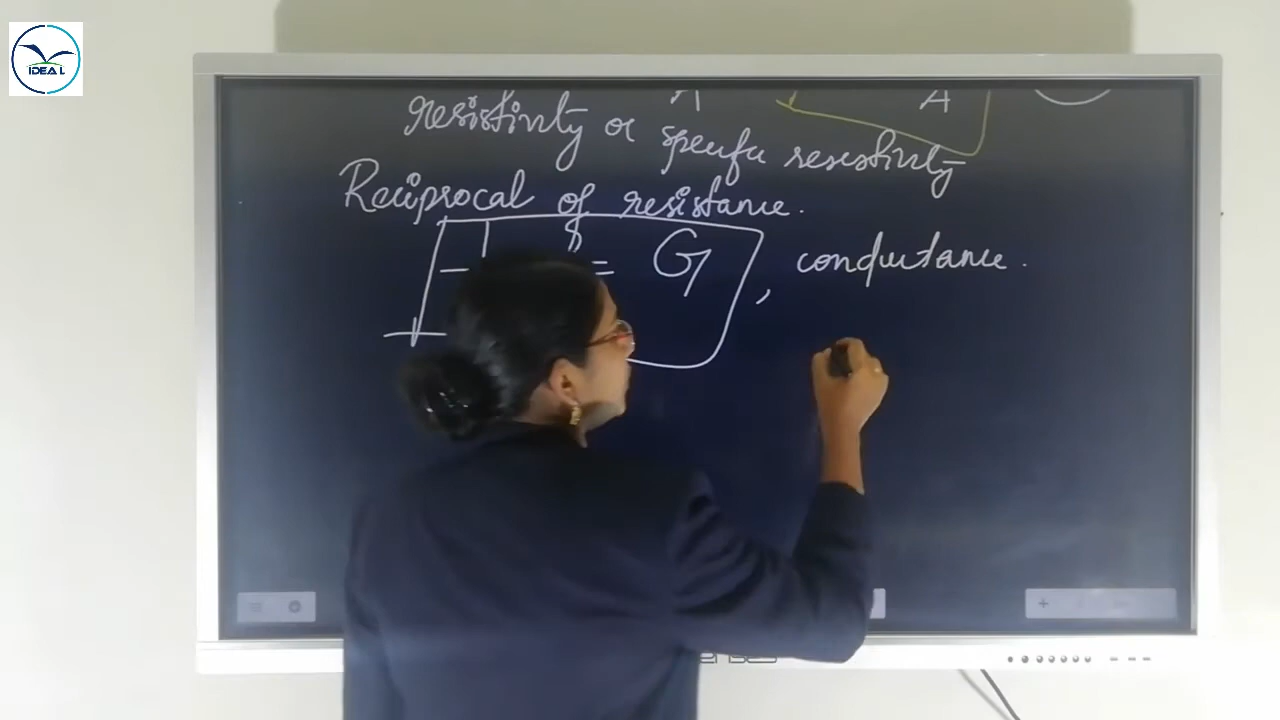 IDEAL
A
resistivity or specific resistivity
Reciprocal of resistance.
= G, conductance.